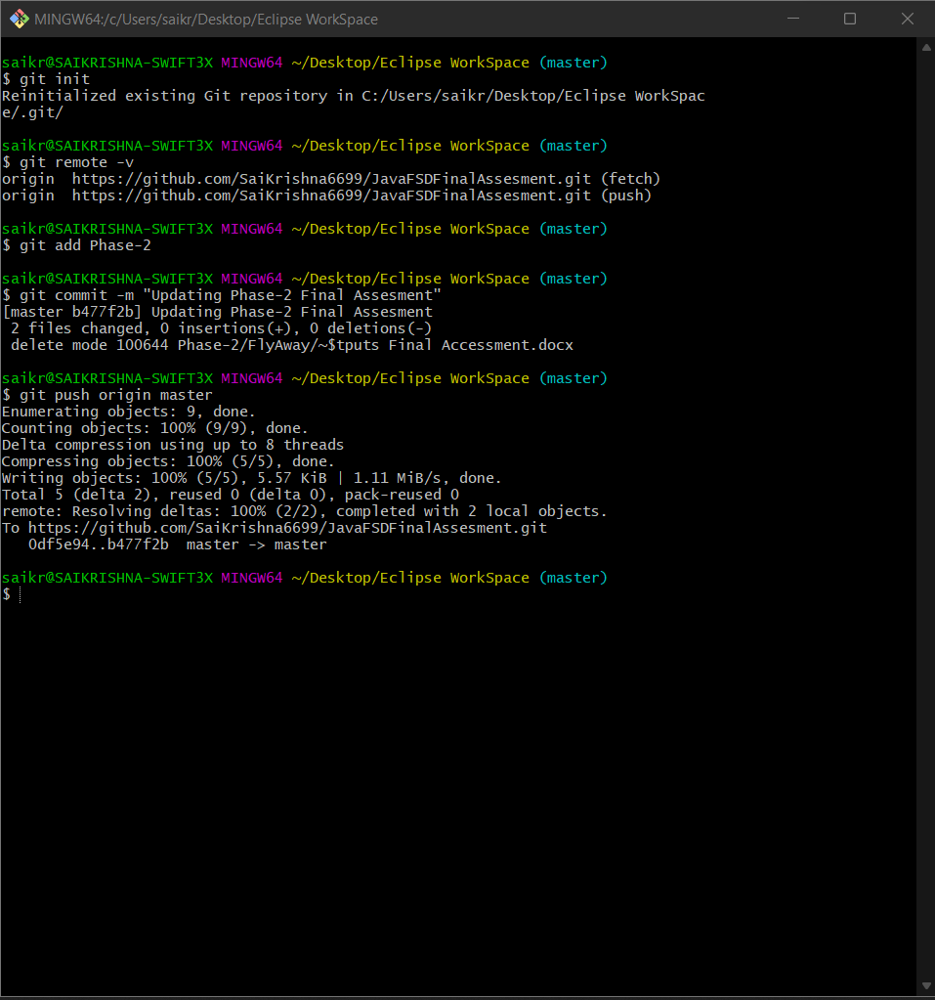 MINGW64:/c/Users/saikr/Desktop/Eclipse WorkSpace
saikr@SAIKRISHNA-SWIFT3X MINGW64 ~/Desktop/Eclipse WorkSpace (master)
$ git init
Reinitialized existing Git repository in C:/Users/saikr/Desktop/Eclipse WorkSpac
e/.git/
saikr@SAIKRISHNA-SWIFT3X MINGW64 ~/Desktop/Eclipse WorkSpace (master)
$ git remote -v
origin  https://github.com/SaiKrishna6699/JavaFSDFinalAssesment.git (fetch)
origin  https://github.com/SaiKrishna6699/JavaFSDFinalAssesment.git (push)
saikr@SAIKRISHNA-SWIFT3X MINGW64 ~/Desktop/Eclipse WorkSpace (master)
$ git add Phase-2
saikr@SAIKRISHNA-SWIFT3X MINGW64 ~/Desktop/Eclipse WorkSpace (master)
$ git commit -m "Updating Phase-2 Final Assesment"
[master b477f2b] Updating Phase-2 Final Assesment
 2 files changed, 0 insertions(+), 0 deletions(-)
 delete mode 100644 Phase-2/FlyAway/~$tputs Final Accessment.docx
saikr@SAIKRISHNA-SWIFT3X MINGW64 ~/Desktop/Eclipse WorkSpace (master)
$ git push origin master
Enumerating objects: 9, done.
Counting objects: 100% (9/9), done.
Delta compression using up to 8 threads
Compressing objects: 100% (5/5), done.
Writing objects: 100% (5/5), 5.57 KiB | 1.11 MiB/s, done.
Total 5 (delta 2), reused 0 (delta 0), pack-reused 0
remote: Resolving deltas: 100% (2/2), completed with 2 local objects.
To https://github.com/SaiKrishna6699/JavaFSDFinalAssesment.git
   0df5e94..b477f2b  master -> master
saikr@SAIKRISHNA-SWIFT3X MINGW64 ~/Desktop/Eclipse WorkSpace (master)
$